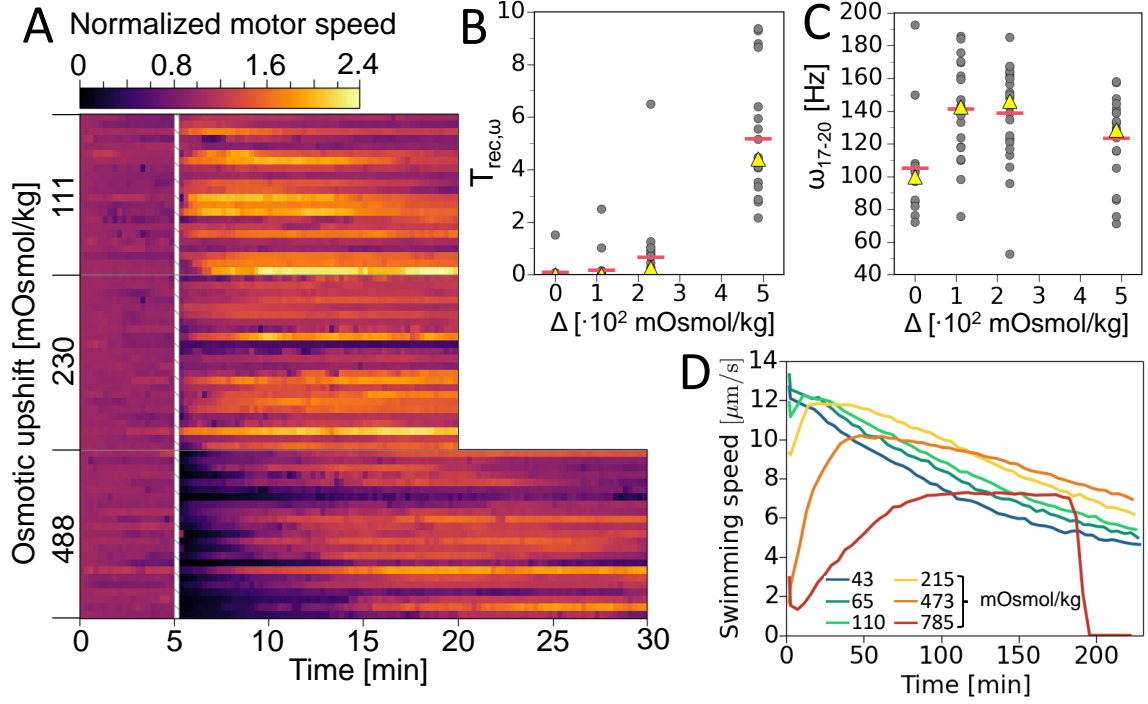 A
Normalized motor speed
0 0.8 1.6 2.4
Osmotic upshift [mOsmol/kg]
111
230
488
0 5 10 15 20 25 30
Time [min]
B
T_rec,ω
10
8
6
4
2
0
0 1 2 3 4 5
Δ [·10² mOsmol/kg]
C
ω_17-20 [Hz]
200
180
160
140
120
100
80
60
40
0 1 2 3 4 5
Δ [·10² mOsmol/kg]
D
Swimming speed [μm/s]
14
12
10
8
6
4
2
0
43 215
65 473 mOsmol/kg
110 785
0 50 100 150 200
Time [min]